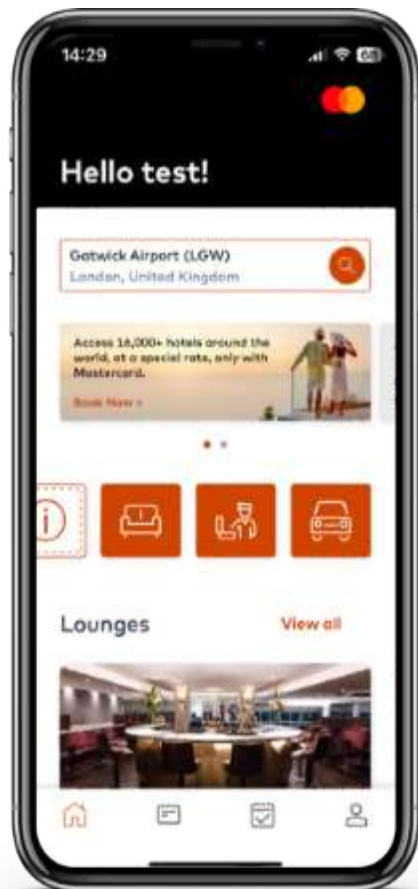 14:29
Hello test!
Gatwick Airport (LGW)
London, United Kingdom
Access 16,000+ hotels around the
world, at a special rate, only with
Mastercard.
Book Now >
Lounges
View all